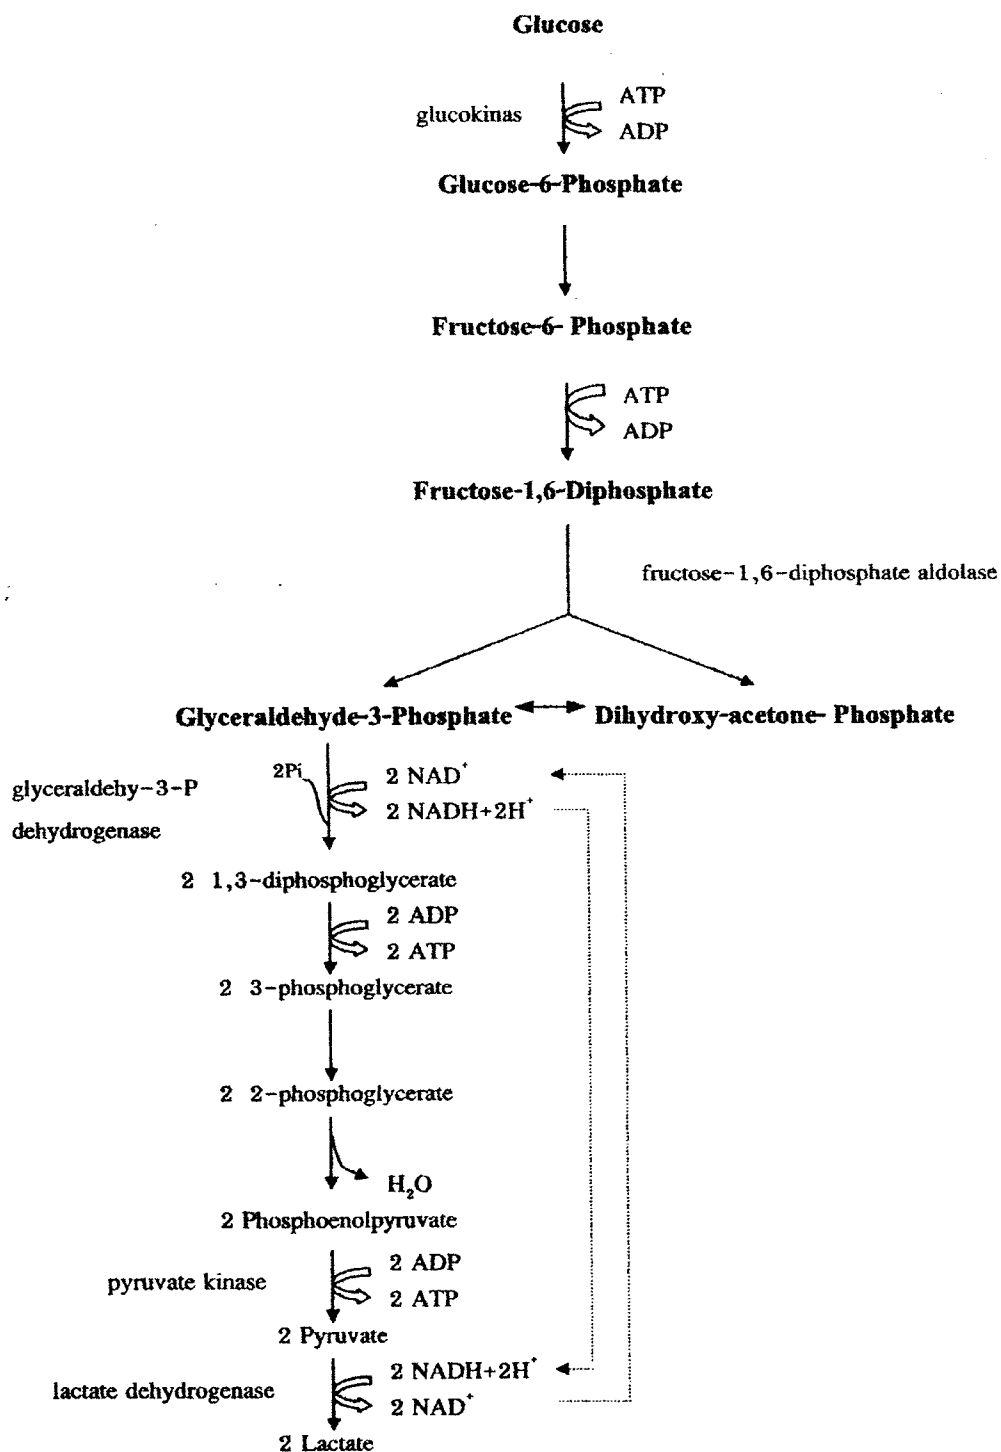 Glucose
glucokinas
ATP
ADP
Glucose-6-Phosphate
Fructose-6- Phosphate
ATP
ADP
Fructose-1,6-Diphosphate
fructose-1,6-diphosphate aldolase
Glyceraldehyde-3-Phosphate
Dihydroxy-acetone- Phosphate
glyceraldehy-3-P
dehydrogenase
2Pi
2 NAD⁺
2 NADH+2H⁺
2 1,3-diphosphoglycerate
2 ADP
2 ATP
2 3-phosphoglycerate
2 2-phosphoglycerate
H₂O
2 Phosphoenolpyruvate
pyruvate kinase
2 ADP
2 ATP
2 Pyruvate
lactate dehydrogenase
2 NADH+2H⁺
2 NAD⁺
2 Lactate